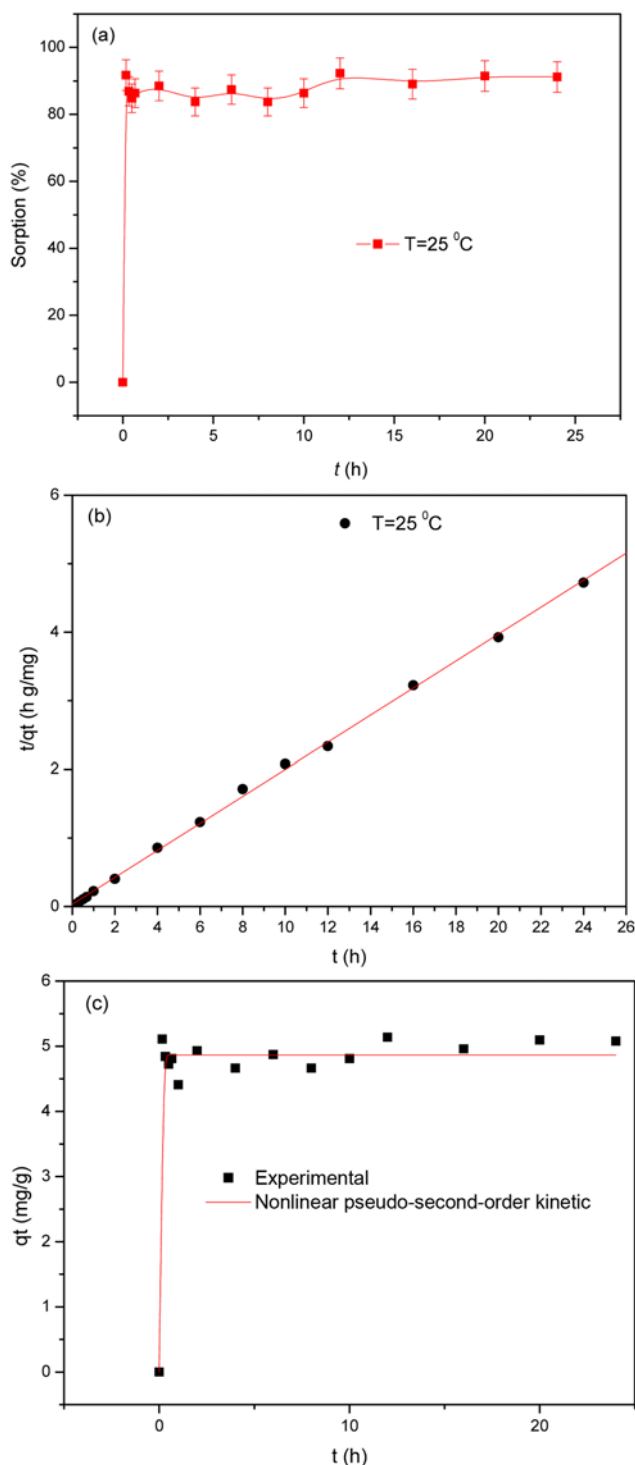 (a)
100
80
60
40
20
0
Sorption (%)
T=25 ⁰C
0 5 10 15 20 25
t (h)
(b)
T=25 ⁰C
6
4
2
0
t/qt (h g/mg)
0 2 4 6 8 10 12 14 16 18 20 22 24 26
t (h)
(c)
6
5
4
3
2
1
0
qt (mg/g)
Experimental
Nonlinear pseudo-second-order kinetic
0 10 20
t (h)